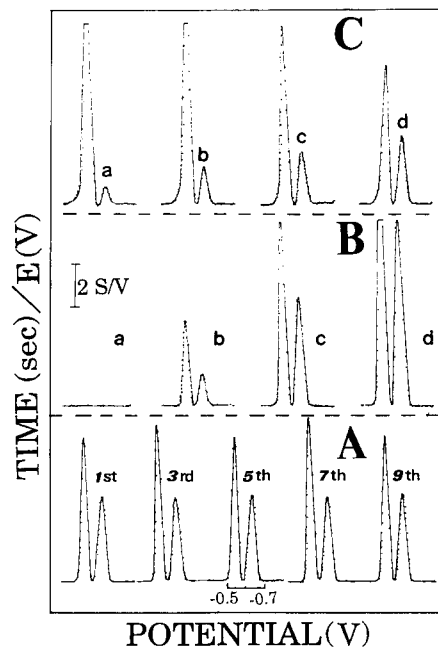 C
a
b
c
d
B
2 S/V
a
b
c
d
A
1st
3rd
5th
7th
9th
-0.5 -0.7
TIME (sec)/E(V)
POTENTIAL(V)